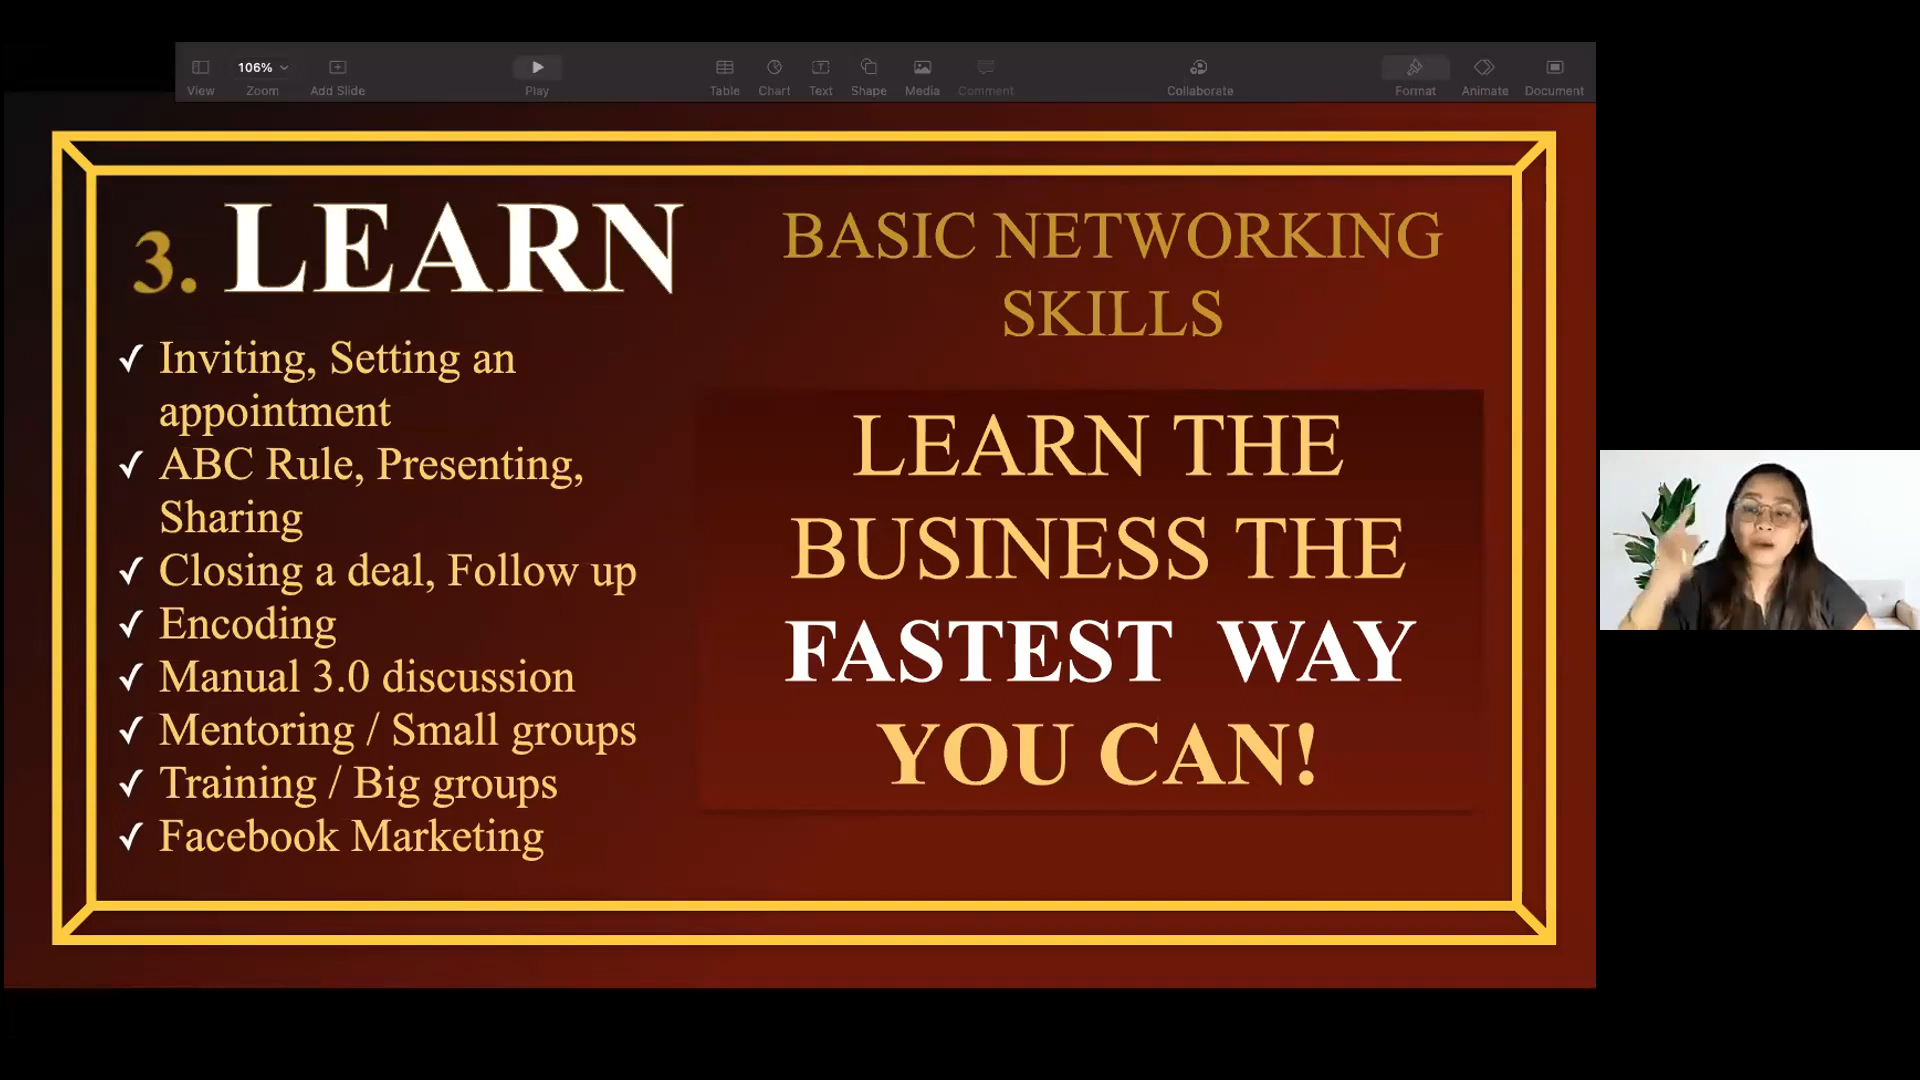 106%
View
Zoom
Add Slide
Play
Table
Chart
Text
Shape
Media
Comment
Collaborate
Format
Animate
Document
3. LEARN
✓ Inviting, Setting an
appointment
✓ ABC Rule, Presenting,
Sharing
✓ Closing a deal, Follow up
✓ Encoding
✓ Manual 3.0 discussion
✓ Mentoring / Small groups
✓ Training / Big groups
✓ Facebook Marketing
BASIC NETWORKING
SKILLS
LEARN THE
BUSINESS THE
FASTEST WAY
YOU CAN!